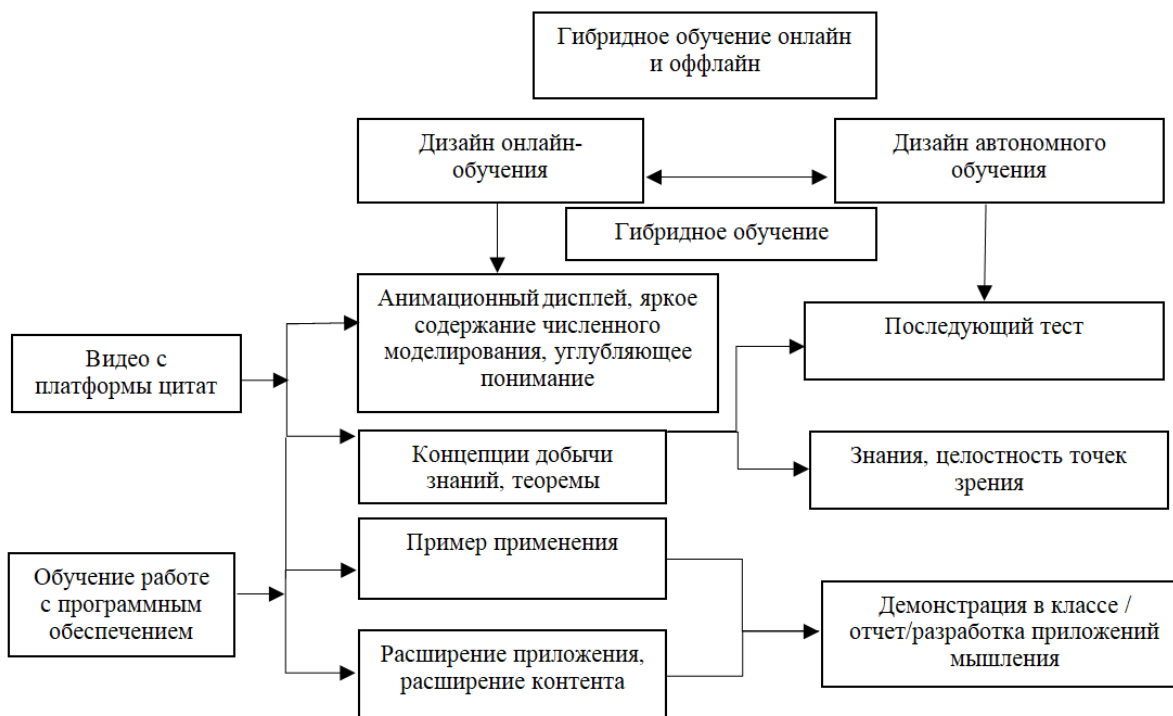 Гибридное обучение онлайн
и оффлайн
Дизайн онлайн-
обучения
Дизайн автономного
обучения
Гибридное обучение
Анимационный дисплей, яркое
содержание численного
моделирования, углубляющее
понимание
Последующий тест
Видео с
платформы цитат
Концепции добычи
знаний, теоремы
Знания, целостность точек
зрения
Пример применения
Обучение работе
с программным
обеспечением
Демонстрация в классе /
отчет/разработка приложений
мышления
Расширение приложения,
расширение контента